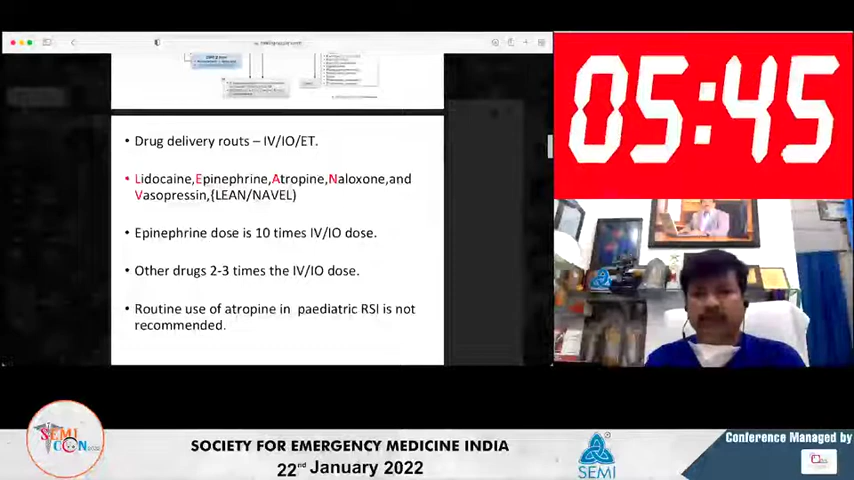 • Drug delivery routs – IV/IO/ET.
• Lidocaine,Epinephrine,Atropine,Naloxone,and
Vasopressin,{LEAN/NAVEL)
• Epinephrine dose is 10 times IV/IO dose.
• Other drugs 2-3 times the IV/IO dose.
• Routine use of atropine in paediatric RSI is not
recommended.
05:45
SEMI
CON
SOCIETY FOR EMERGENCY MEDICINE INDIA
22nd January 2022
SEMI
Conference Managed by